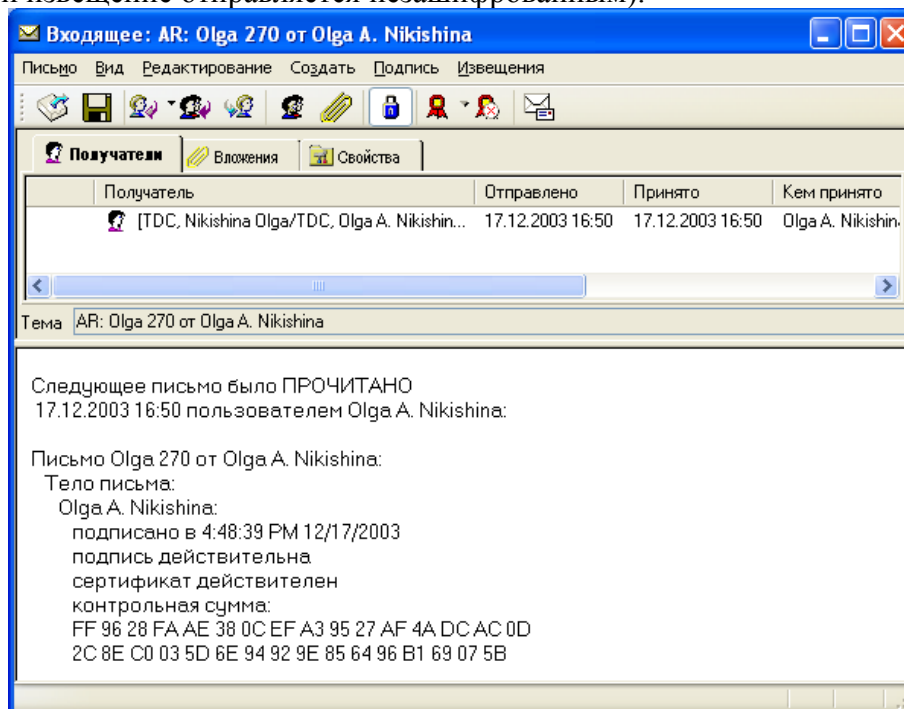 и извещение отправляется незашифрованным).
Входящее: AR: Olga 270 от Olga A. Nikishina
Письмо Вид Редактирование Создать Подпись Извещения
Получатели Вложения Свойства
Получатель Отправлено Принято Кем принято
[TDC, Nikishina Olga/TDC, Olga A. Nikishin... 17.12.2003 16:50 17.12.2003 16:50 Olga A. Nikishin
Тема AR: Olga 270 от Olga A. Nikishina
Следующее письмо было ПРОЧИТАНО
17.12.2003 16:50 пользователем Olga A. Nikishina:
Письмо Olga 270 от Olga A. Nikishina:
Тело письма:
Olga A. Nikishina:
подписано в 4:48:39 PM 12/17/2003
подпись действительна
сертификат действителен
контрольная сумма:
FF 96 28 FA AE 38 0C EF A3 95 27 AF 4A DC AC 0D
2C 8E C0 03 5D 6E 94 92 9E 85 64 96 B1 69 07 5B